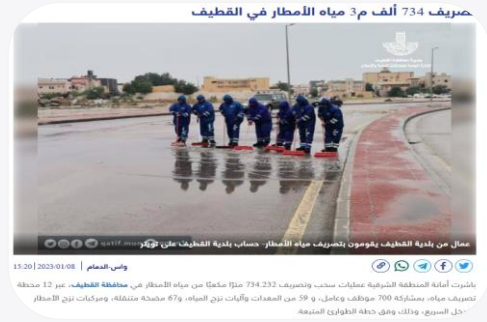 تصريف 734 ألف م3 مياه الأمطار في القطيف
عمال من بلدية القطيف يقومون بتصريف مياه الأمطار- حساب بلدية القطيف على تويتر
واس-الدمام | 2023/01/08 | 15:20
باشرت أمانة المنطقة الشرقية عمليات سحب وتصريف 734.232 مترًا مكعبًا من مياه الأمطار في محافظة القطيف، عبر 12 محطة
تصريف مياه، بمشاركة 700 موظف وعامل، و 59 من المعدات وآليات نزح المياه، و67 مضخة متنقلة، ومركبات نزح الأمطار
التدخل السريع، وذلك وفق خطة الطوارئ المتبعة.